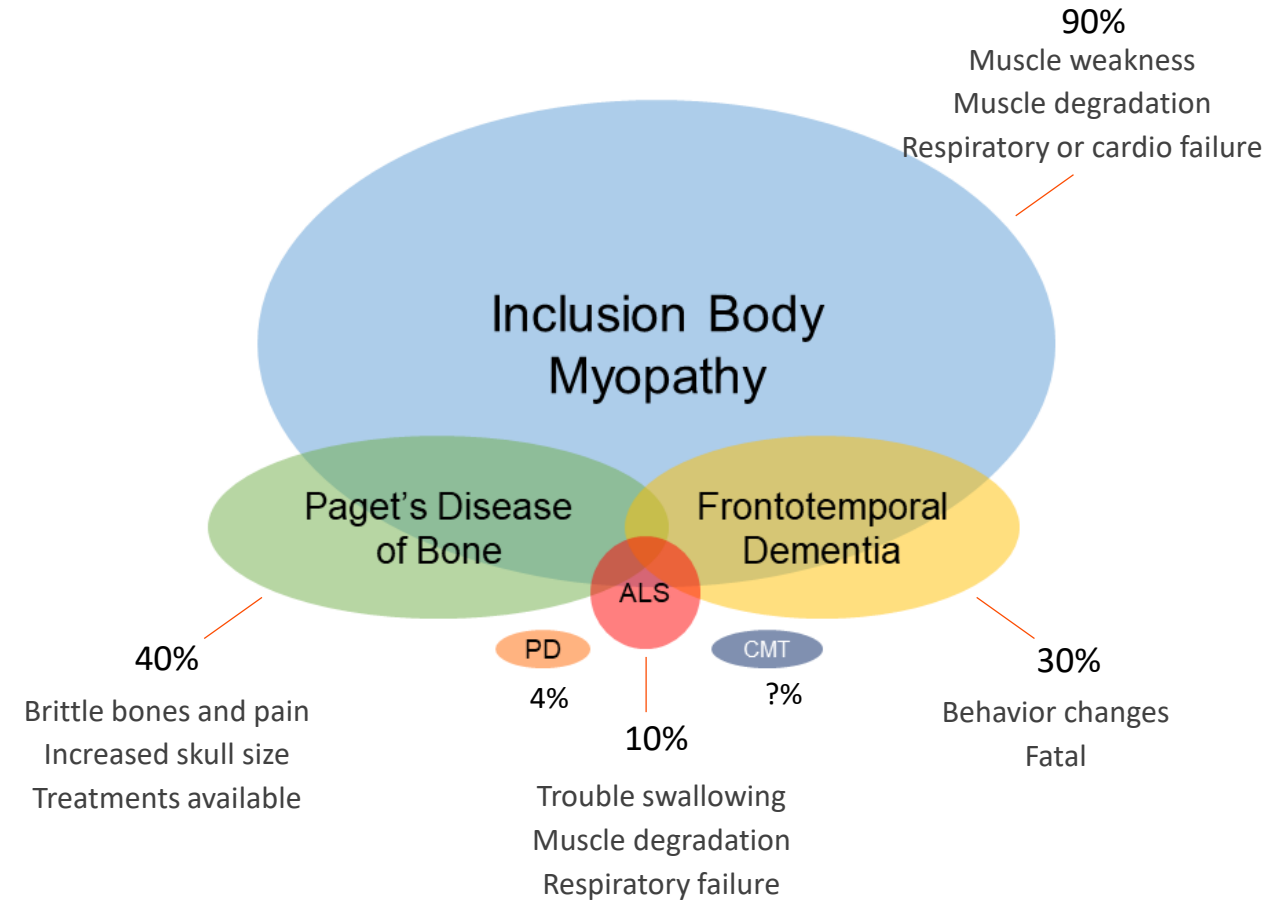 90%
Muscle weakness
Muscle degradation
Respiratory or cardio failure
Inclusion Body
Myopathy
Paget's Disease
of Bone
Frontotemporal
Dementia
ALS
PD
4%
CMT
?%
40%
Brittle bones and pain
Increased skull size
Treatments available
10%
Trouble swallowing
Muscle degradation
Respiratory failure
30%
Behavior changes
Fatal